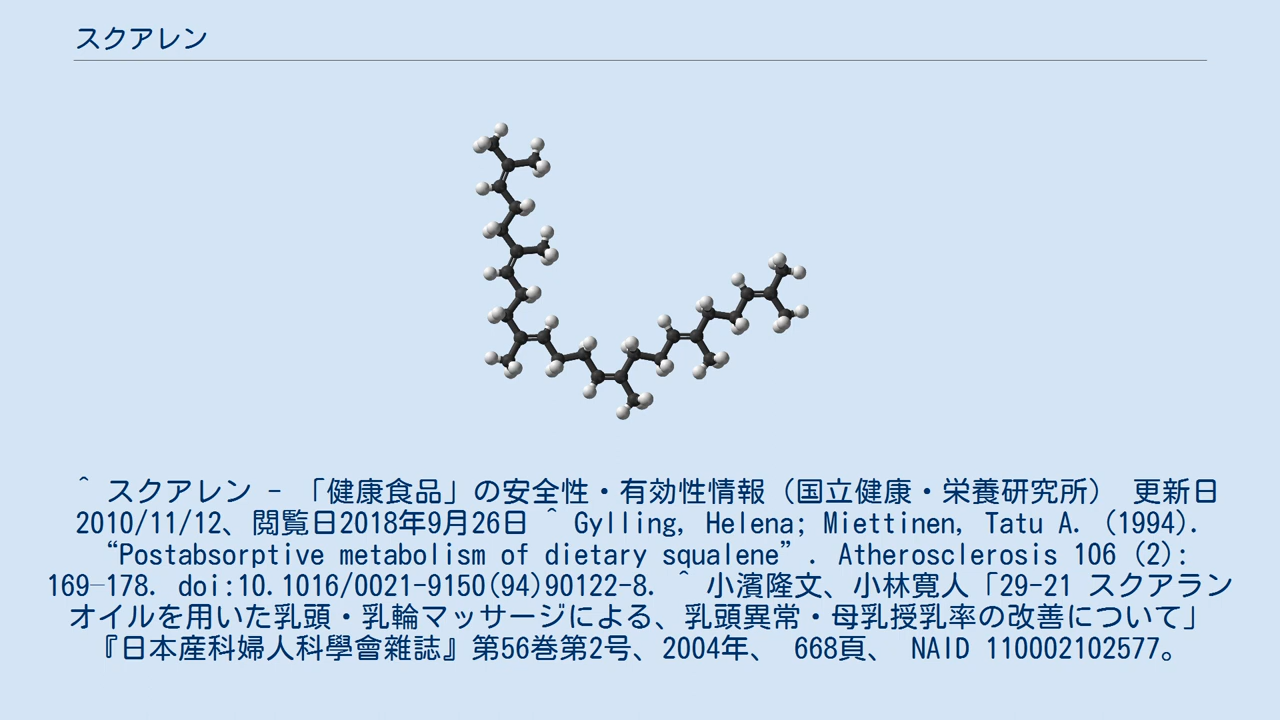 スクアレン
^ スクアレン - 「健康食品」の安全性・有効性情報（国立健康・栄養研究所） 更新日
2010/11/12、閲覧日2018年9月26日 ^ Gylling, Helena; Miettinen, Tatu A. (1994).
“Postabsorptive metabolism of dietary squalene”. Atherosclerosis 106 (2):
169–178. doi:10.1016/0021-9150(94)90122-8. ^ 小濱隆文、小林寛人「29-21 スクアラン
オイルを用いた乳頭・乳輪マッサージによる、乳頭異常・母乳授乳率の改善について」
『日本産科婦人科學會雜誌』第56巻第2号、2004年、 668頁、 NAID 110002102577。